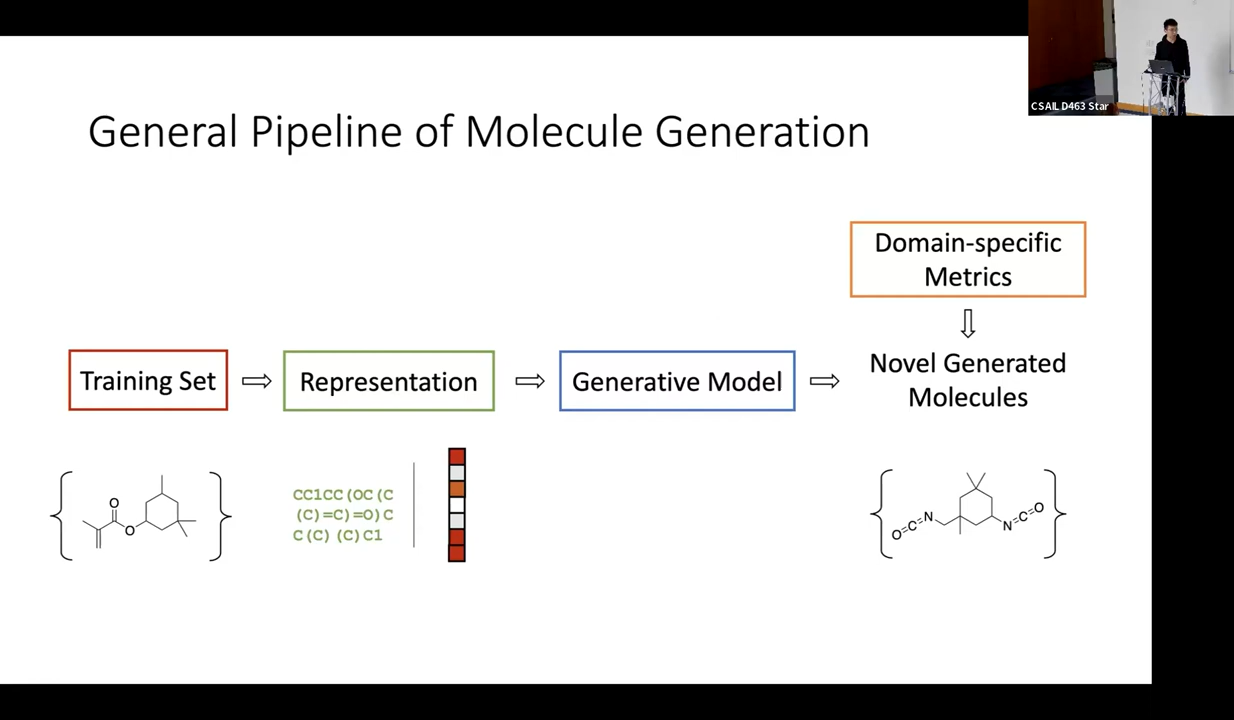 CSAIL D463 Star
General Pipeline of Molecule Generation
Domain-specific
Metrics
Training Set
Representation
Generative Model
Novel Generated
Molecules
O
O
CC1CC(OC(C
(C)=C)=O)C
C(C)(C)C1
O=C=N
N=C=O